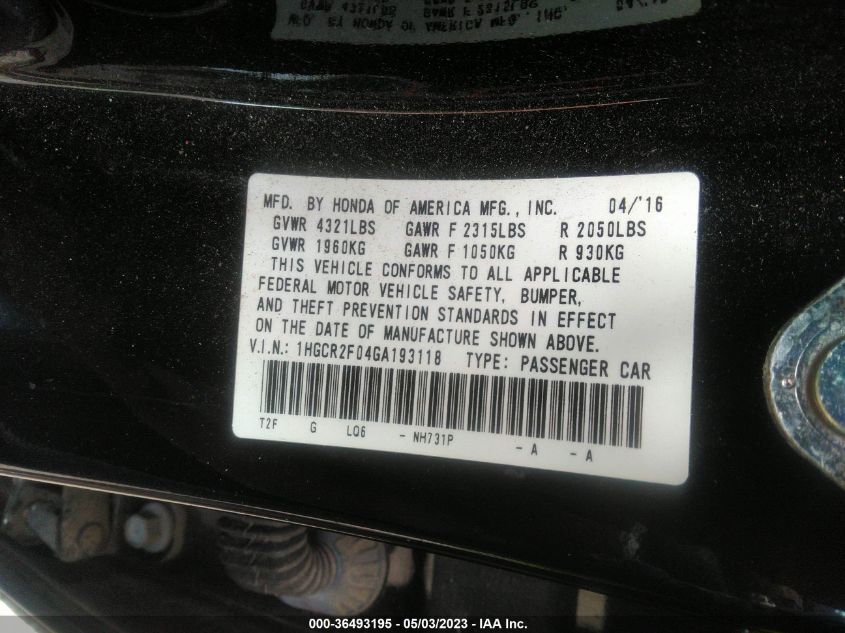 MFD. BY HONDA OF AMERICA MFG., INC. 04/'16
GVWR 4321LBS GAWR F 2315LBS R 2050LBS
GVWR 1960KG GAWR F 1050KG R 930KG
THIS VEHICLE CONFORMS TO ALL APPLICABLE
FEDERAL MOTOR VEHICLE SAFETY, BUMPER,
AND THEFT PREVENTION STANDARDS IN EFFECT
ON THE DATE OF MANUFACTURE SHOWN ABOVE.
V.I.N.: 1HGCR2F04GA193118 TYPE: PASSENGER CAR
T2F G LQ6 - NH731P - A - A
000-36493195 - 05/03/2023 - IAA Inc.